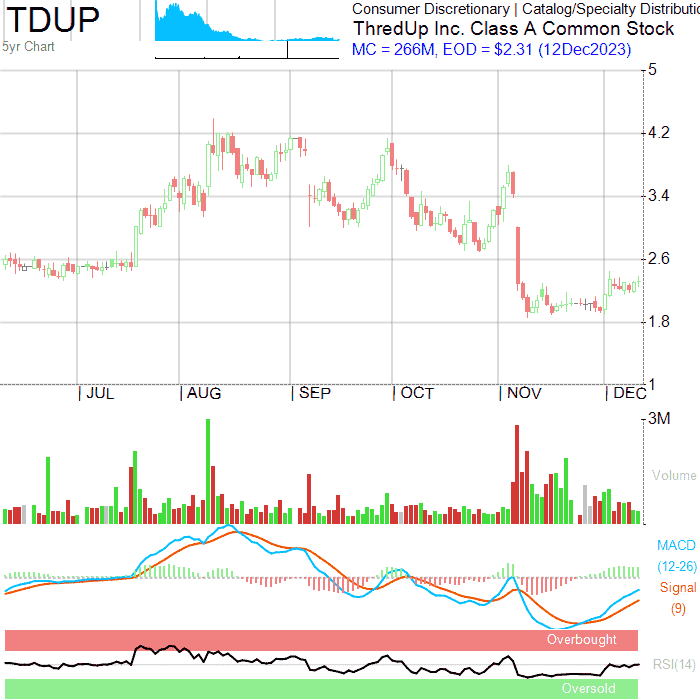 TDUP
5yr Chart
Consumer Discretionary | Catalog/Specialty Distributio
ThredUp Inc. Class A Common Stock
MC = 266M, EOD = $2.31 (12Dec2023)
5
4.2
3.4
2.6
1.8
1
| JUL | AUG | SEP | OCT | NOV | DEC
3M
Volume
MACD
(12-26)
Signal
(9)
Overbought
RSI(14)
Oversold